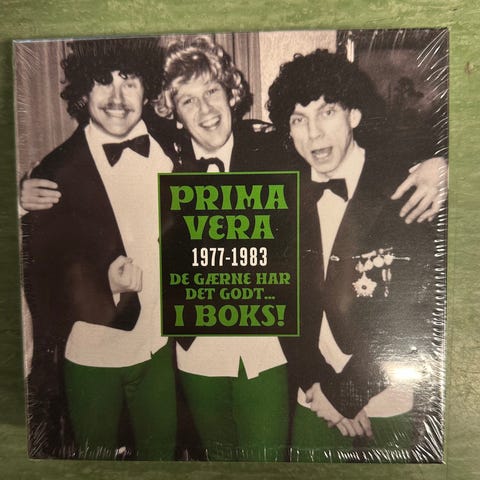 PRIMA
VERA
1977-1983
DE GÆRNE HAR
DET GODT...
I BOKS!